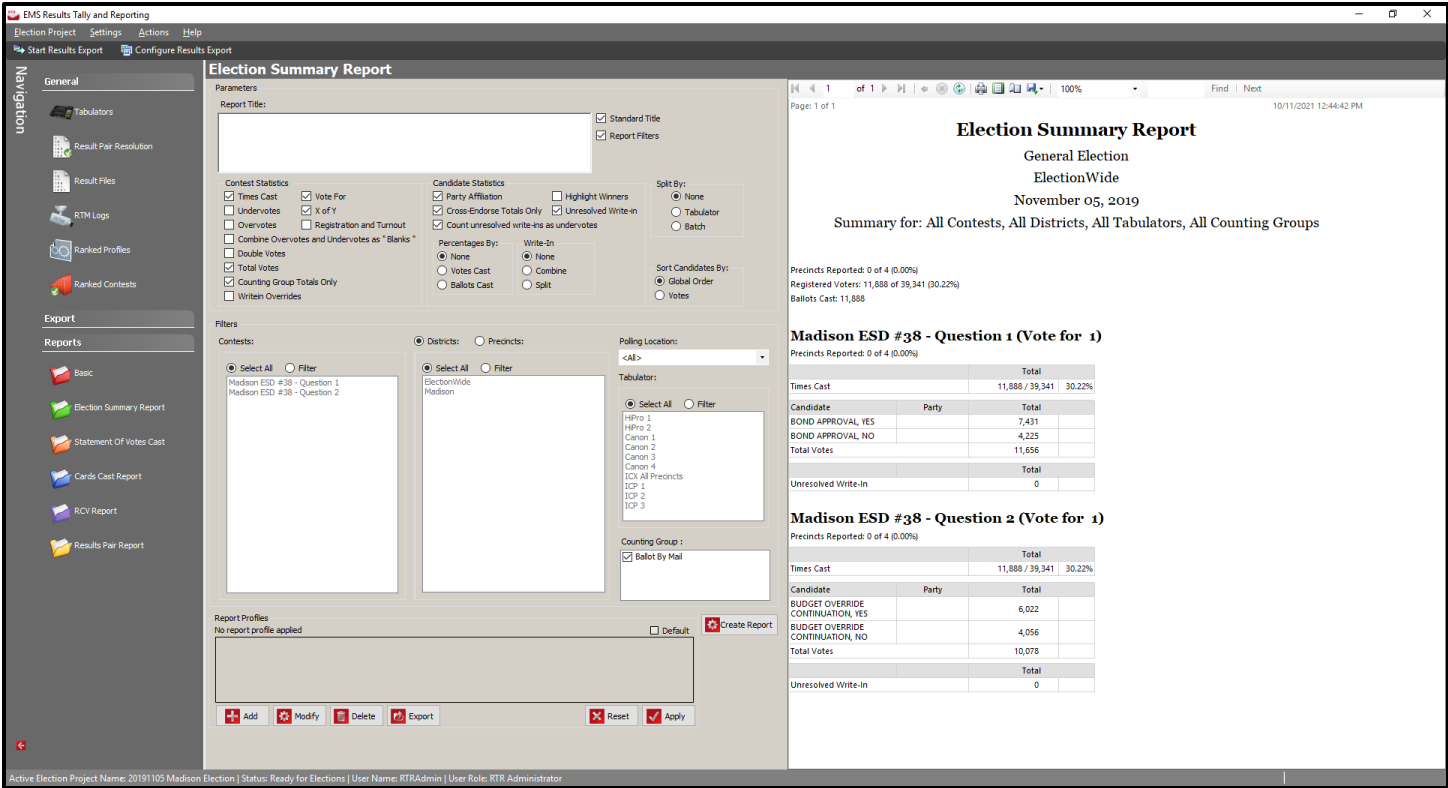 EMS Results Tally and Reporting
Election Project Settings Actions Help
Start Results Export Configure Results Export
Navigation
General
Tabulators
Result Pair Resolution
Result Files
RTM Logs
Ranked Profiles
Ranked Contests
Export
Reports
Basic
Election Summary Report
Statement Of Votes Cast
Cards Cast Report
RCV Report
Results Pair Report
Election Summary Report
Parameters
Report Title:
Standard Title
Report Filters
Contest Statistics
Times Cast Vote For
Undervotes X of Y
Overvotes Registration and Turnout
Combine Overvotes and Undervotes as "Blanks "
Double Votes
Total Votes
Counting Group Totals Only
Writein Overrides
Candidate Statistics
Party Affiliation Highlight Winners
Cross-Endorse Totals Only Unresolved Write-in
Count unresolved write-ins as undervotes
Percentages By:
None
Votes Cast
Ballots Cast
Write-In
None
Combine
Split
Split By:
None
Tabulator
Batch
Sort Candidates By:
Global Order
Votes
Filters
Contests:
Select All Filter
Madison ESD #38 - Question 1
Madison ESD #38 - Question 2
Districts: Precincts:
Select All Filter
ElectionWide
Madison
Polling Location:
<All>
Tabulator:
Select All Filter
HiPro 1
HiPro 2
Canon 1
Canon 2
Canon 3
Canon 4
ICX All Precincts
ICP 1
ICP 2
ICP 3
Counting Group :
Ballot By Mail
Report Profiles
No report profile applied
Default
Create Report
Add Modify Delete Export Reset Apply
1 of 1 100% Find | Next
Page: 1 of 1 10/11/2021 12:44:42 PM
Election Summary Report
General Election
ElectionWide
November 05, 2019
Summary for: All Contests, All Districts, All Tabulators, All Counting Groups
Precincts Reported: 0 of 4 (0.00%)
Registered Voters: 11,888 of 39,341 (30.22%)
Ballots Cast: 11,888
Madison ESD #38 - Question 1 (Vote for 1)
Precincts Reported: 0 of 4 (0.00%)
Total
Times Cast 11,888 / 39,341 30.22%
Candidate Party Total
BOND APPROVAL, YES 7,431
BOND APPROVAL, NO 4,225
Total Votes 11,656
Total
Unresolved Write-In 0
Madison ESD #38 - Question 2 (Vote for 1)
Precincts Reported: 0 of 4 (0.00%)
Total
Times Cast 11,888 / 39,341 30.22%
Candidate Party Total
BUDGET OVERRIDE
CONTINUATION, YES 6,022
BUDGET OVERRIDE
CONTINUATION, NO 4,056
Total Votes 10,078
Total
Unresolved Write-In 0
Active Election Project Name: 20191105 Madison Election | Status: Ready for Elections | User Name: RTRAdmin | User Role: RTR Administrator